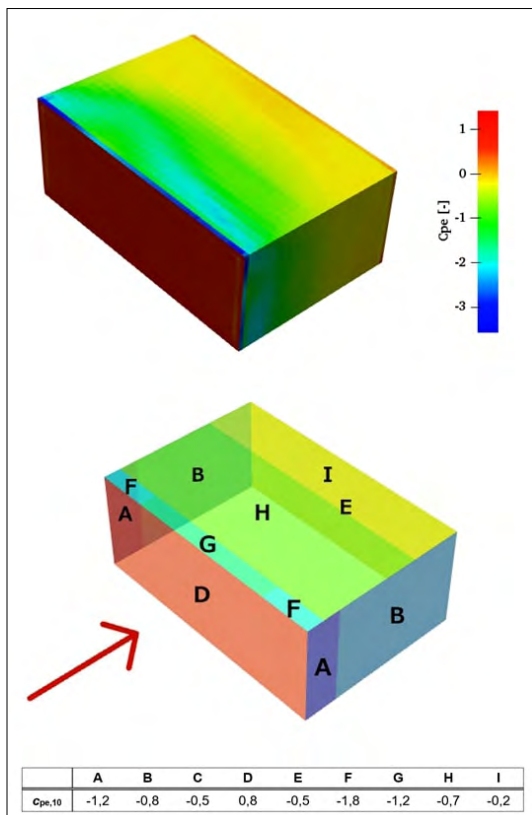 1
0
Cpe [-]
-1
-2
-3
B
I
F
E
A
H
G
D
F
B
A
A B C D E F G H I
cpe,10 -1,2 -0,8 -0,5 0,8 -0,5 -1,8 -1,2 -0,7 -0,2